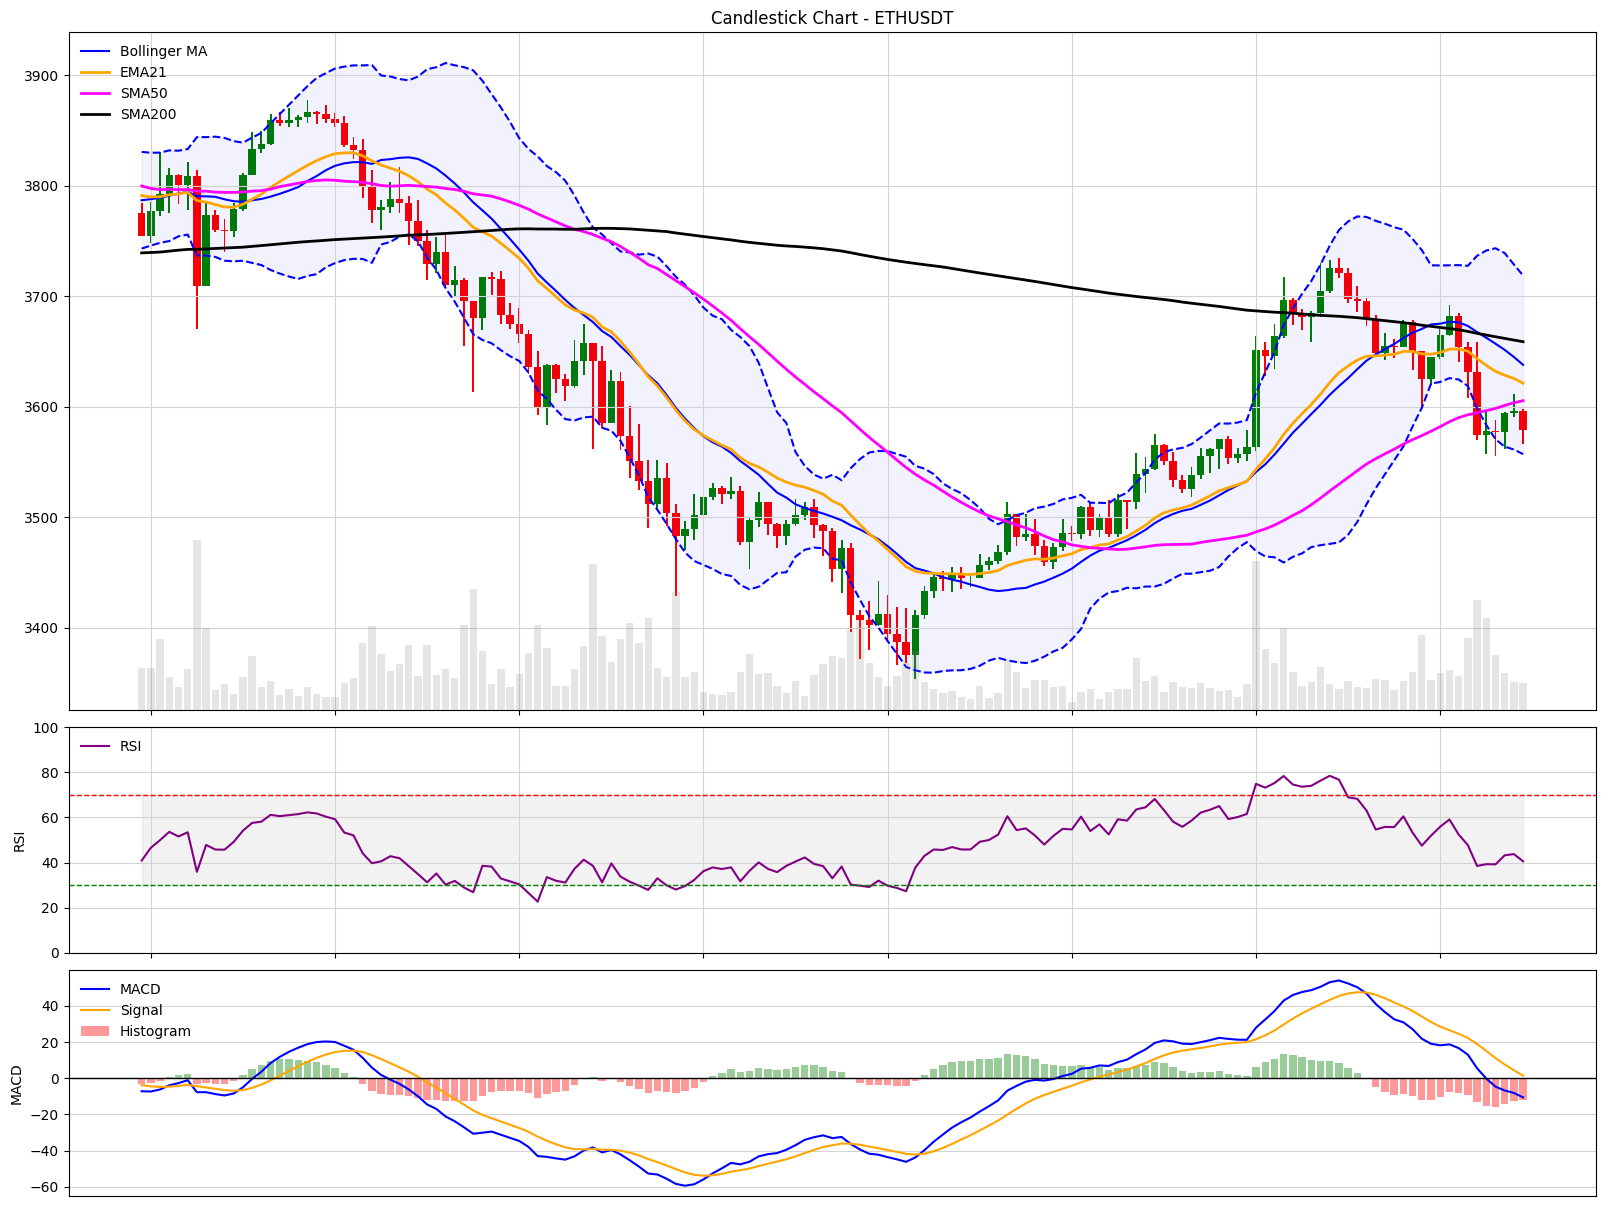 Candlestick Chart - ETHUSDT
Bollinger MA
EMA21
SMA50
SMA200
3900
3800
3700
3600
3500
3400
RSI
100
80
60
40
20
0
RSI
MACD
Signal
Histogram
40
20
0
−20
−40
−60
MACD